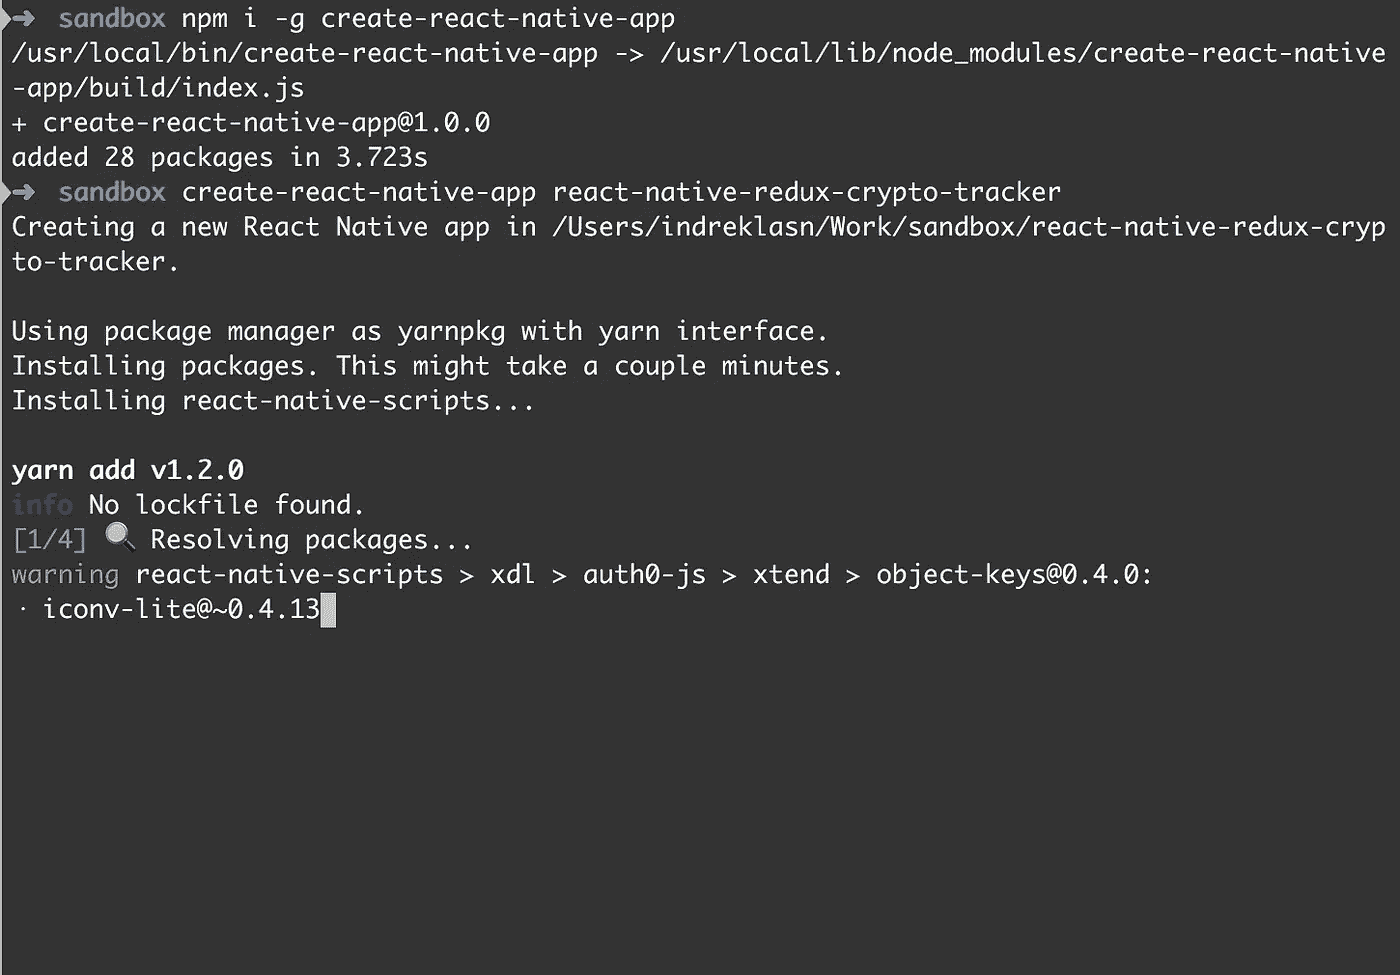 ➜ sandbox npm i -g create-react-native-app
/usr/local/bin/create-react-native-app -> /usr/local/lib/node_modules/create-react-native
-app/build/index.js
+ create-react-native-app@1.0.0
added 28 packages in 3.723s
➜ sandbox create-react-native-app react-native-redux-crypto-tracker
Creating a new React Native app in /Users/indreklasn/Work/sandbox/react-native-redux-cryp
to-tracker.
Using package manager as yarnpkg with yarn interface.
Installing packages. This might take a couple minutes.
Installing react-native-scripts...
yarn add v1.2.0
info No lockfile found.
[1/4] 🔍 Resolving packages...
warning react-native-scripts > xdl > auth0-js > xtend > object-keys@0.4.0:
⠂ iconv-lite@~0.4.13